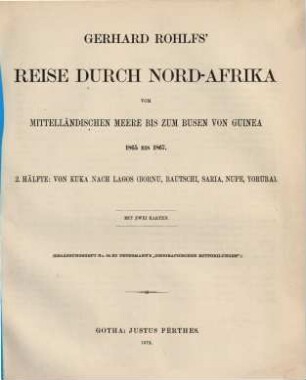 GERHARD ROHLFS'
REISE DURCH NORD-AFRIKA
VOM
MITTELLÄNDISCHEN MEERE BIS ZUM BUSEN VON GUINEA
1865 BIS 1867.
2. HÄLFTE: VON KUKA NACH LAGOS (BORNU, BAUTSCHI, SARIA, NUPE, YORUBA).
MIT ZWEI KARTEN.
(ERGÄNZUNGSHEFT No. ZU PETERMANN'S „GEOGRAPHISCHEN MITTHEILUNGEN“.)
GOTHA: JUSTUS PERTHES.